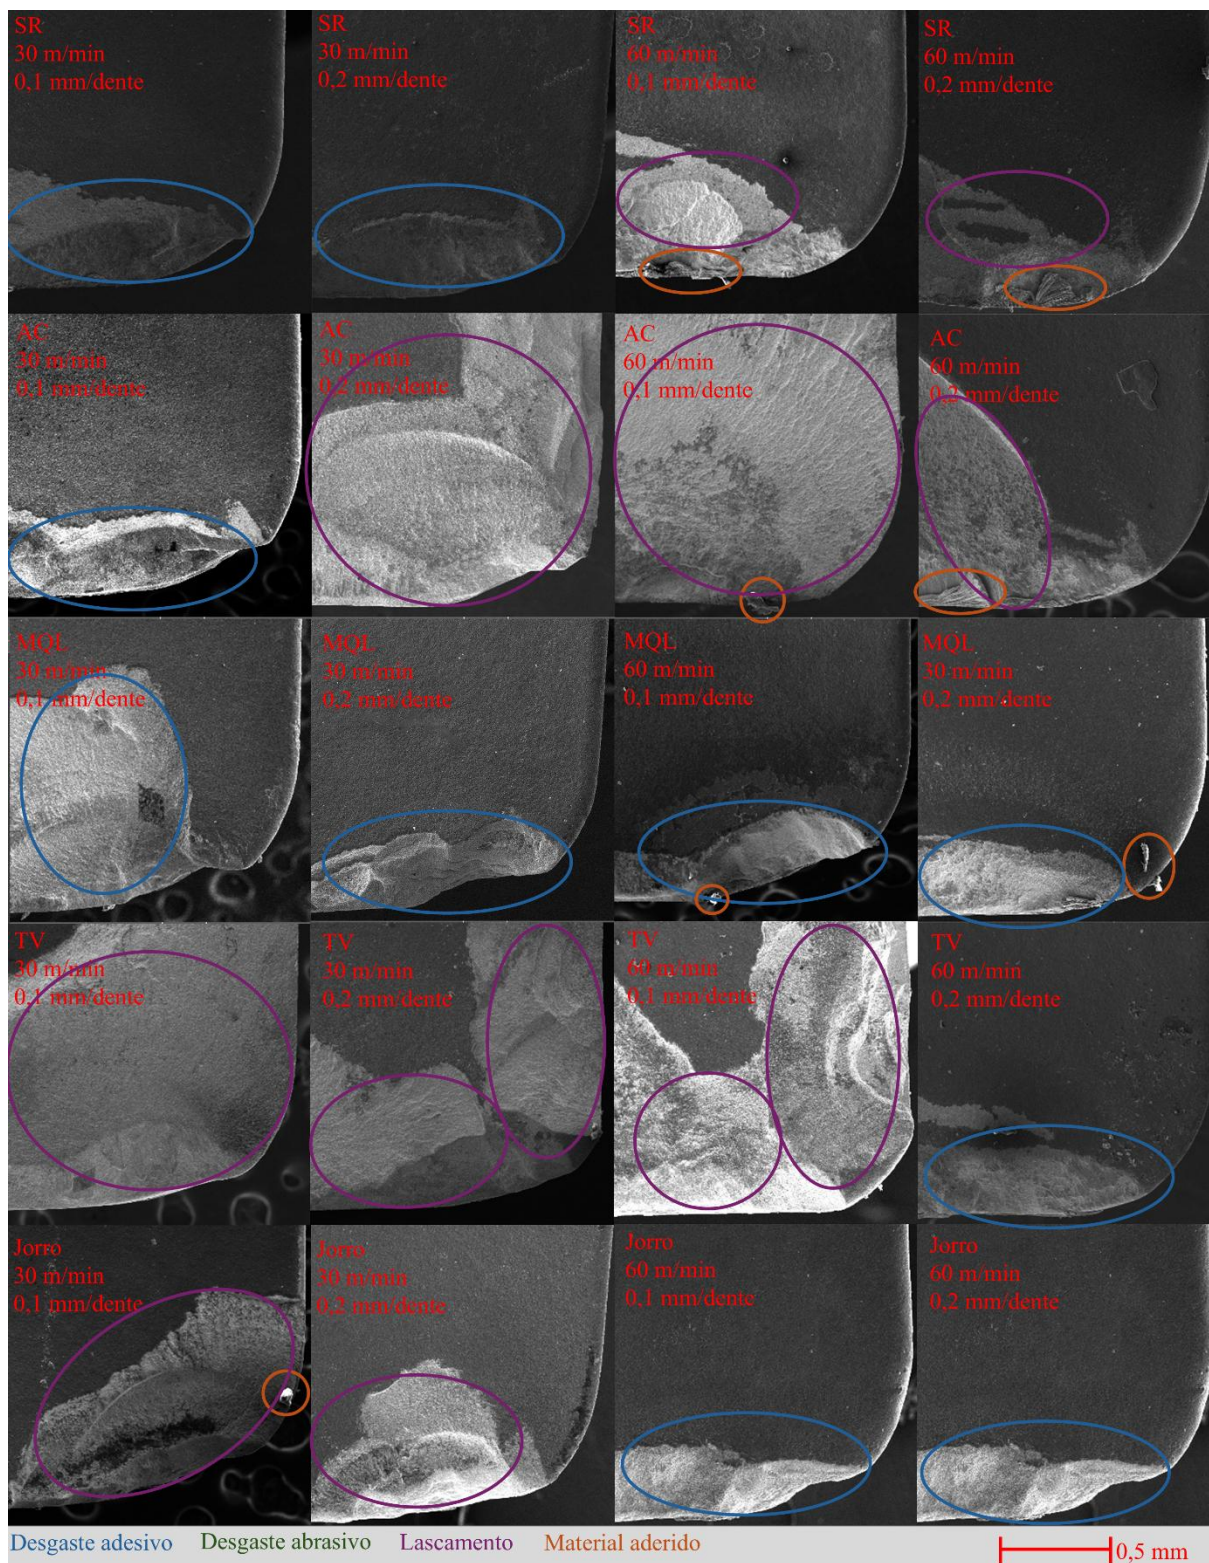 SR
30 m/min
0,1 mm/dente
SR
30 m/min
0,2 mm/dente
SR
60 m/min
0,1 mm/dente
SR
60 m/min
0,2 mm/dente
AC
30 m/min
0,1 mm/dente
AC
30 m/min
0,2 mm/dente
AC
60 m/min
0,1 mm/dente
AC
60 m/min
0,2 mm/dente
MQL
30 m/min
0,1 mm/dente
MQL
30 m/min
0,2 mm/dente
MQL
60 m/min
0,1 mm/dente
MQL
30 m/min
0,2 mm/dente
TV
30 m/min
0,1 mm/dente
TV
30 m/min
0,2 mm/dente
TV
60 m/min
0,1 mm/dente
TV
60 m/min
0,2 mm/dente
Jorro
30 m/min
0,1 mm/dente
Jorro
30 m/min
0,2 mm/dente
Jorro
60 m/min
0,1 mm/dente
Jorro
60 m/min
0,2 mm/dente
Desgaste adesivo Desgaste abrasivo Lascamento Material aderido 0,5 mm